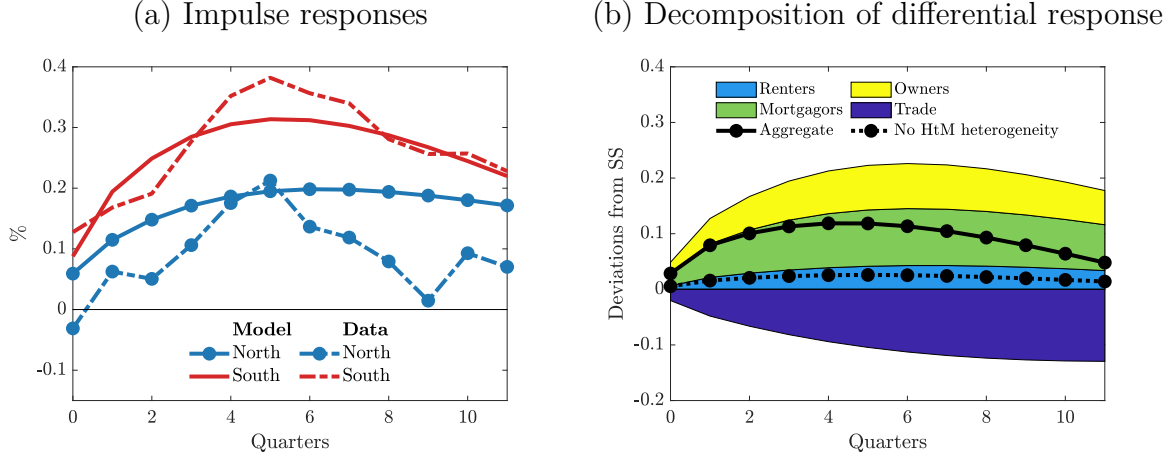 (a) Impulse responses
0.4
0.3
0.2
0.1
0
-0.1
%
Model Data
North North
South South
0 2 4 6 8 10
Quarters
(b) Decomposition of differential response
0.4
0.3
0.2
0.1
0
-0.1
-0.2
Deviations from SS
Renters Owners
Mortgagors Trade
Aggregate No HtM heterogeneity
0 2 4 6 8 10
Quarters